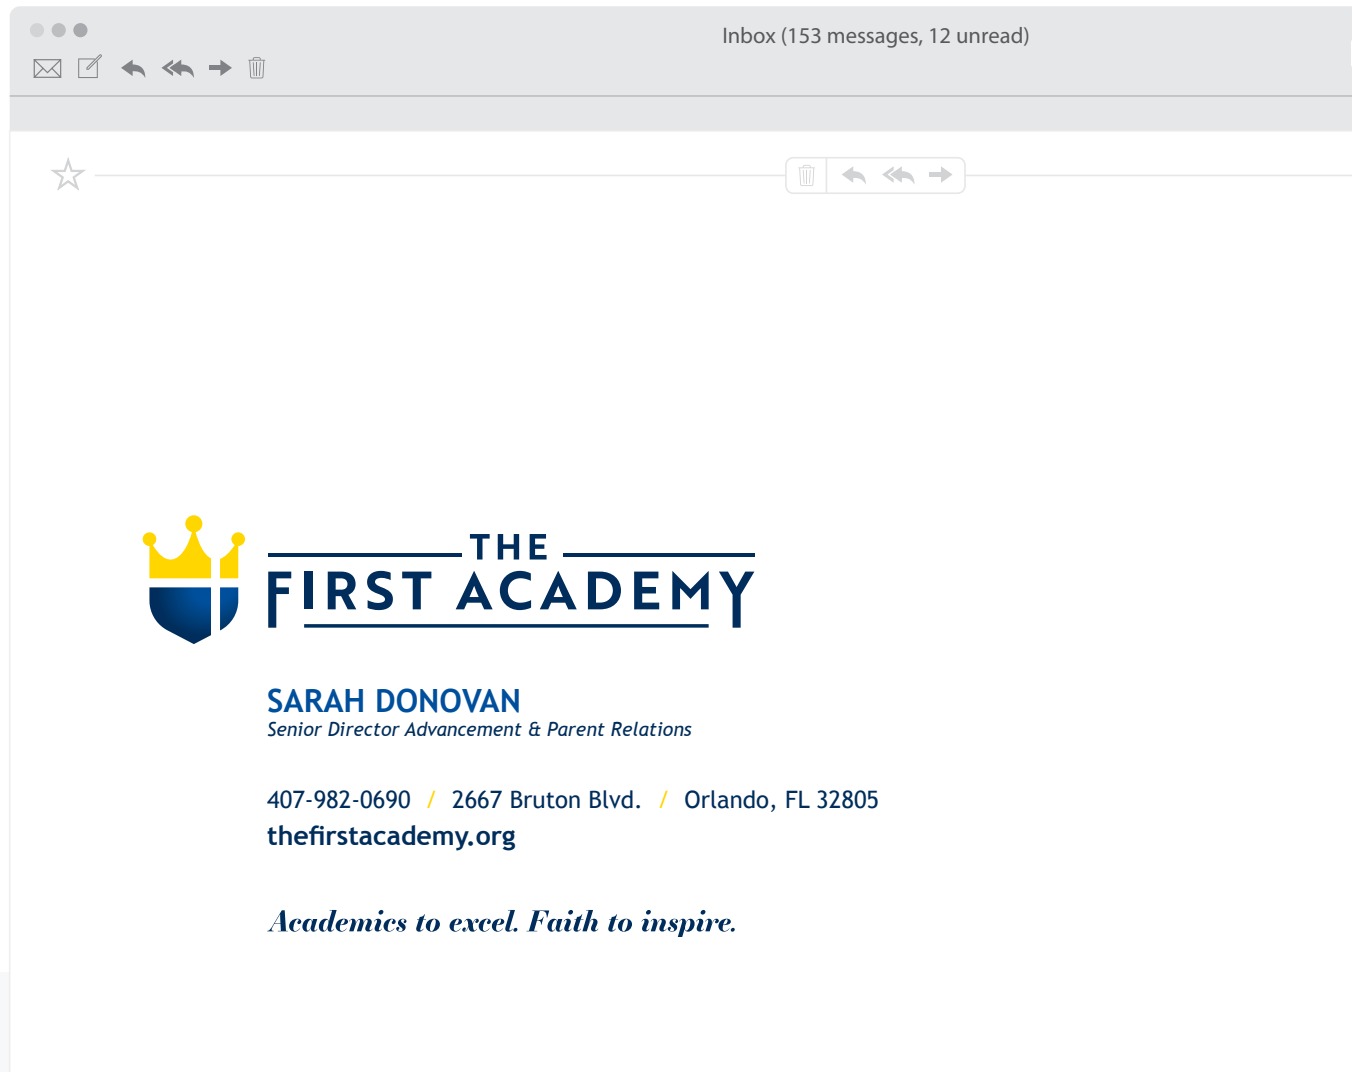 Inbox (153 messages, 12 unread)
THE
FIRST ACADEMY
SARAH DONOVAN
Senior Director Advancement & Parent Relations
407-982-0690 / 2667 Bruton Blvd. / Orlando, FL 32805
thefirstacademy.org
Academics to excel. Faith to inspire.